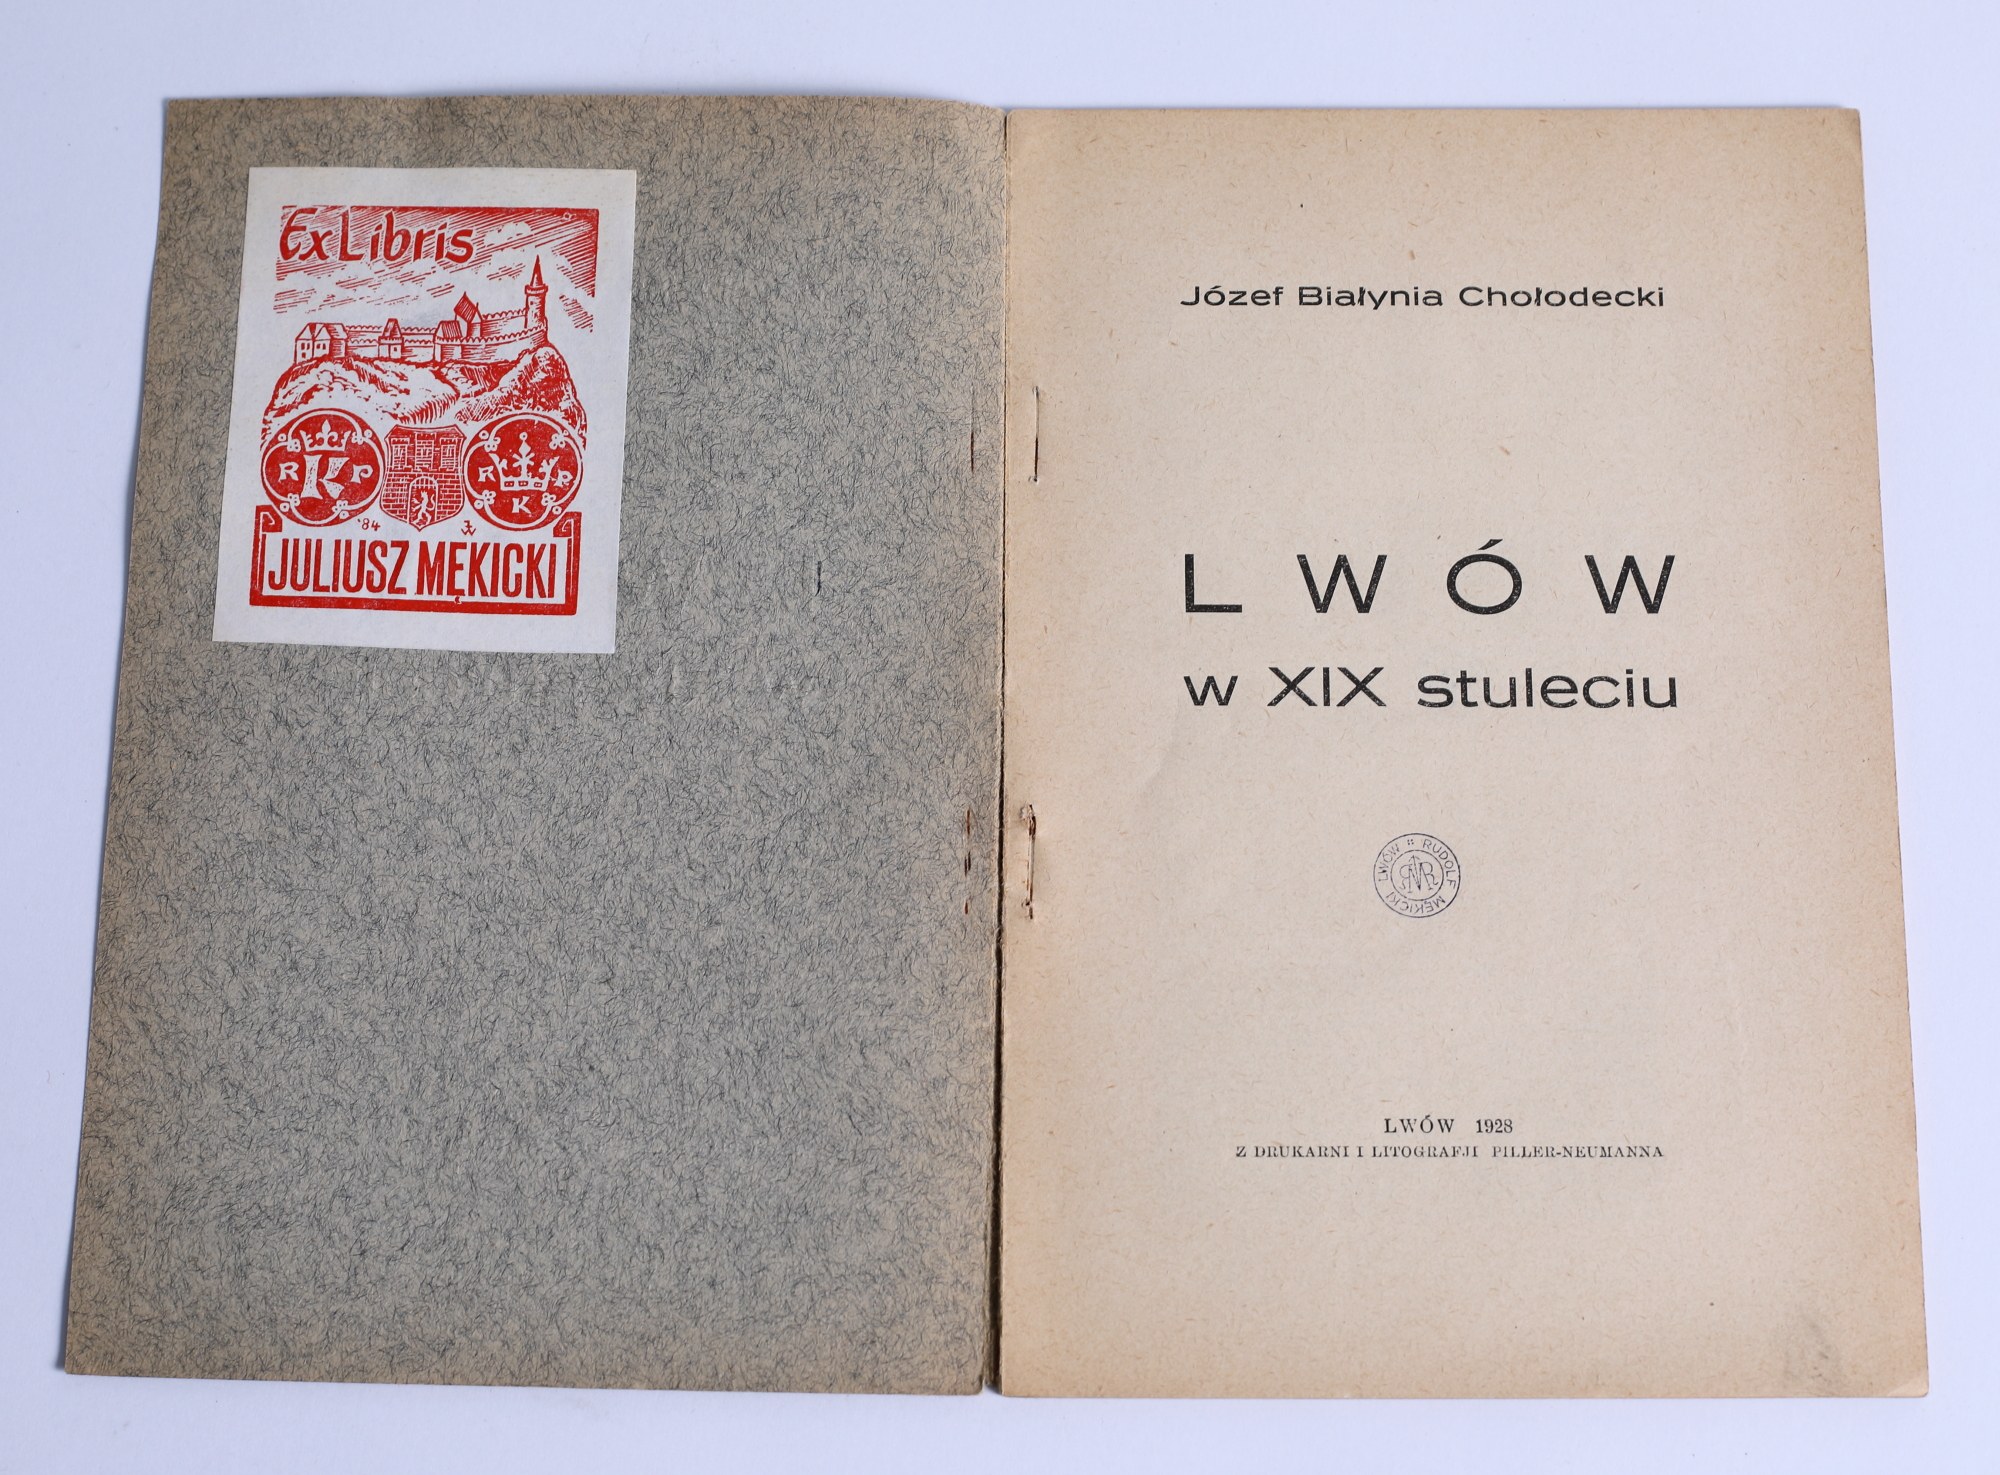 Ex Libris
R K P
R R
K
'84
JULIUSZ MĘKICKI
Józef Białynia Chołodecki
LWÓW
w XIX stuleciu
LWÓW :: RUDOLF MĘKICKI
LWÓW 1928
Z DRUKARNI I LITOGRAFJI PILLER-NEUMANNA